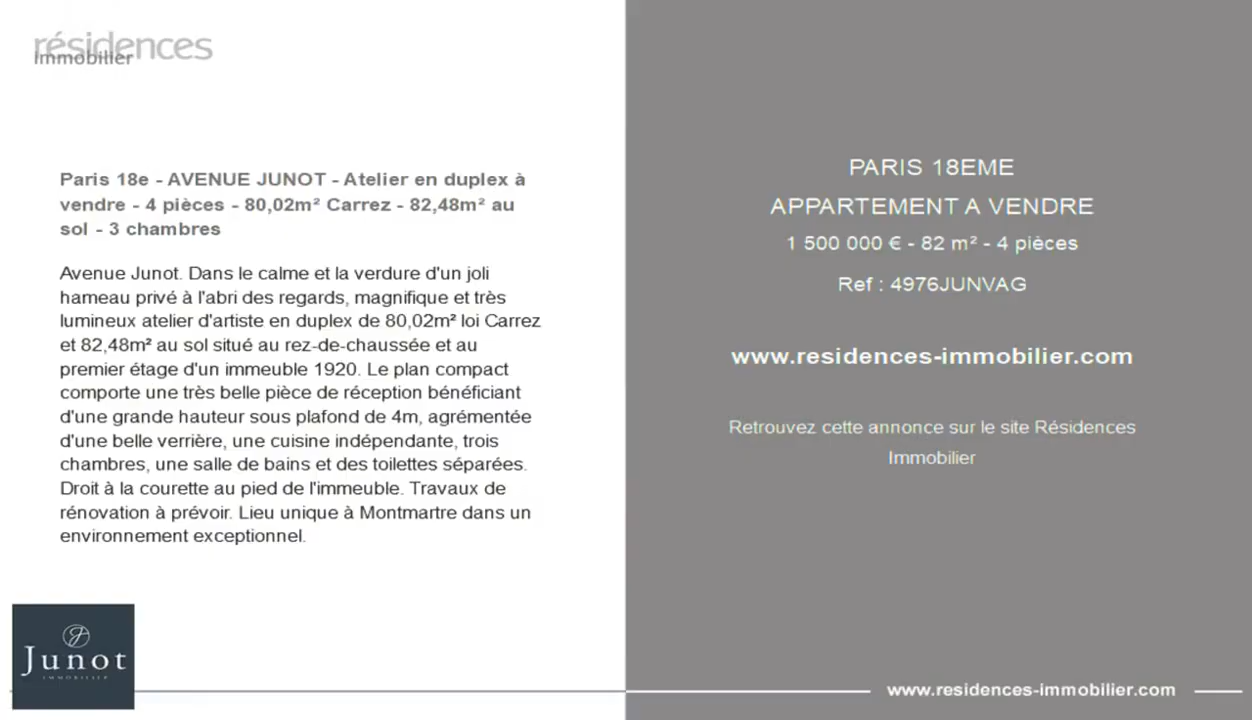 résidences
immobilier
Paris 18e - AVENUE JUNOT - Atelier en duplex à
vendre - 4 pièces - 80,02m² Carrez - 82,48m² au
sol - 3 chambres
Avenue Junot. Dans le calme et la verdure d'un joli
hameau privé à l'abri des regards, magnifique et très
lumineux atelier d'artiste en duplex de 80,02m² loi Carrez
et 82,48m² au sol situé au rez-de-chaussée et au
premier étage d'un immeuble 1920. Le plan compact
comporte une très belle pièce de réception bénéficiant
d'une grande hauteur sous plafond de 4m, agrémentée
d'une belle verrière, une cuisine indépendante, trois
chambres, une salle de bains et des toilettes séparées.
Droit à la courette au pied de l'immeuble. Travaux de
rénovation à prévoir. Lieu unique à Montmartre dans un
environnement exceptionnel.
Junot
IMMOBILIER
PARIS 18EME
APPARTEMENT A VENDRE
1 500 000 € - 82 m² - 4 pièces
Ref : 4976JUNVAG
www.residences-immobilier.com
Retrouvez cette annonce sur le site Résidences
Immobilier
www.residences-immobilier.com